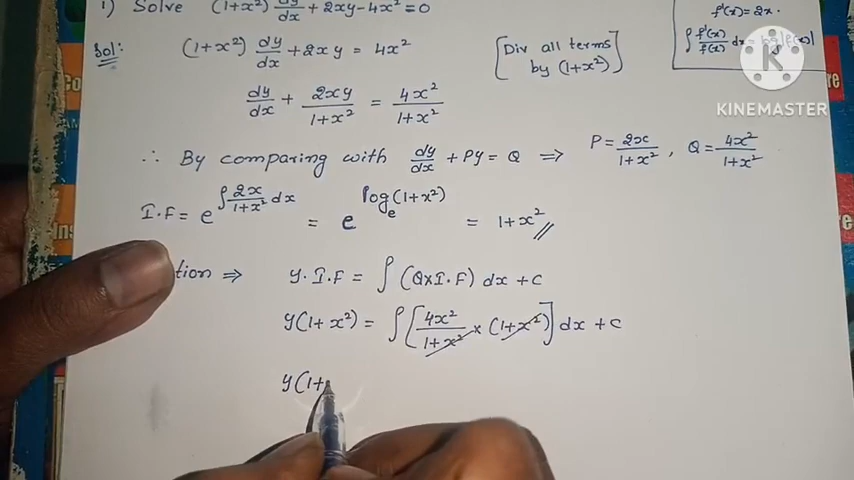 1) Solve (1+x²) dy/dx + 2xy - 4x² = 0
f'(x) = 2x.
∫ f'(x)/f(x) dx = log|f(x)|
Sol: (1+x²) dy/dx + 2xy = 4x²
[Div all terms
by (1+x²)]
dy/dx + 2xy/1+x² = 4x²/1+x²
∴ By comparing with dy/dx + Py = Q ⇒ P = 2x/1+x², Q = 4x²/1+x²
I.F = e^∫2x/1+x² dx = e^logₑ(1+x²) = 1+x²//
tion ⇒ y. I.F = ∫(Q×I.F) dx + C
y(1+x²) = ∫[4x²/1+x² × (1+x²)] dx + C
y(1+
KINEMASTER